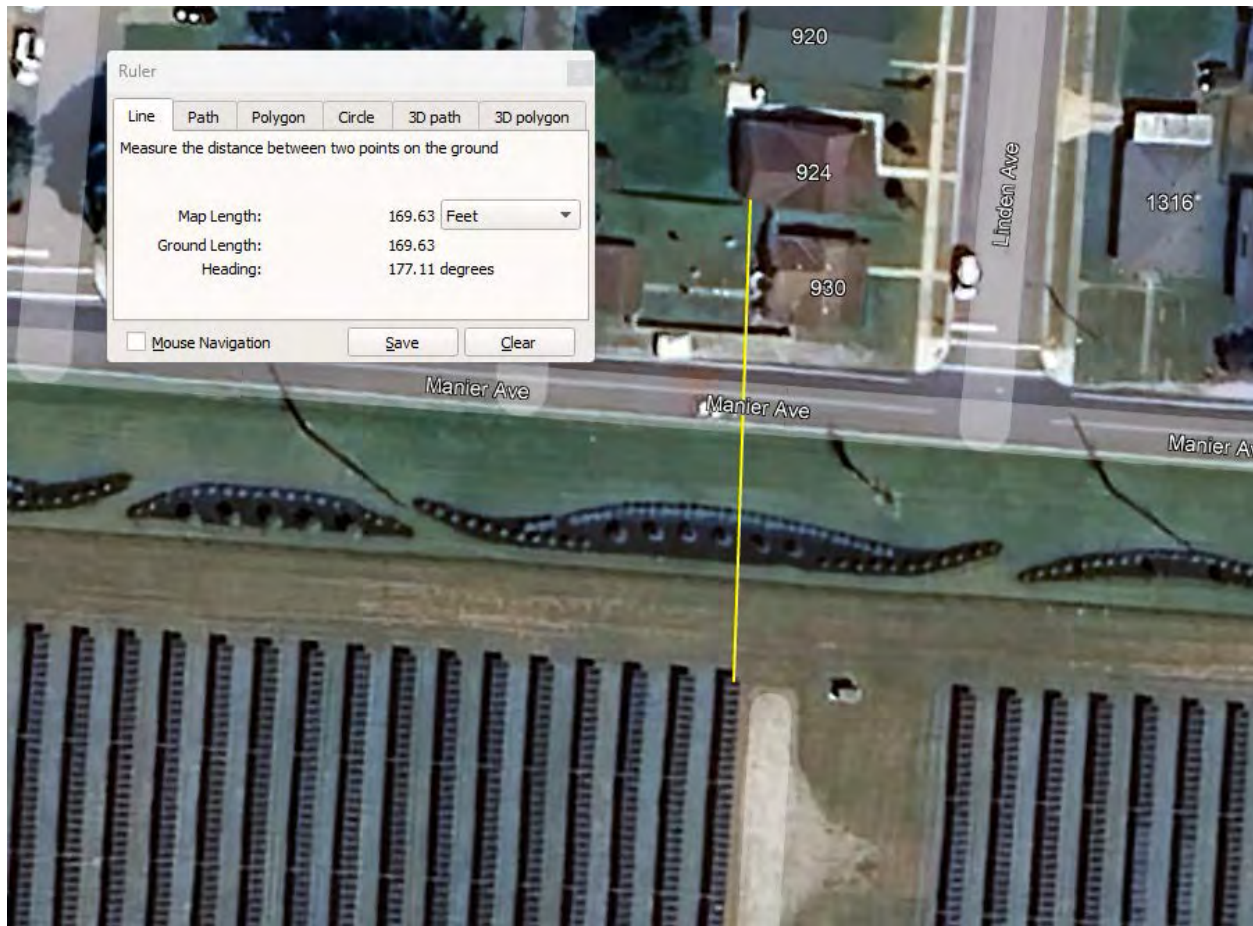 Ruler
Line Path Polygon Circle 3D path 3D polygon
Measure the distance between two points on the ground
Map Length: 169.63 Feet
Ground Length: 169.63
Heading: 177.11 degrees
Mouse Navigation Save Clear
920
924
Linden Ave
1316*
930
Manier Ave
Manier Ave
Manier Av